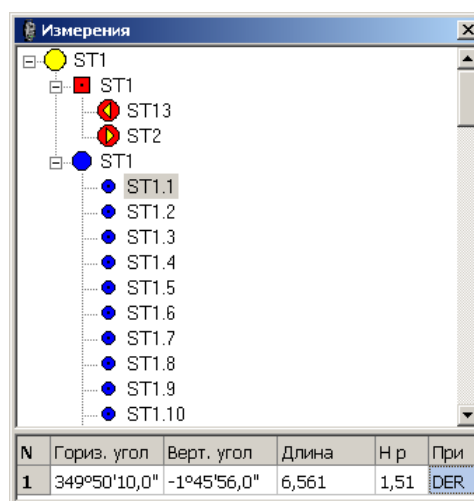 Измерения
ST1
ST1
ST13
ST2
ST1
ST1.1
ST1.2
ST1.3
ST1.4
ST1.5
ST1.6
ST1.7
ST1.8
ST1.9
ST1.10
N Гориз. угол Верт. угол Длина Н р При
1 349°50'10,0" -1°45'56,0" 6,561 1,51 DER